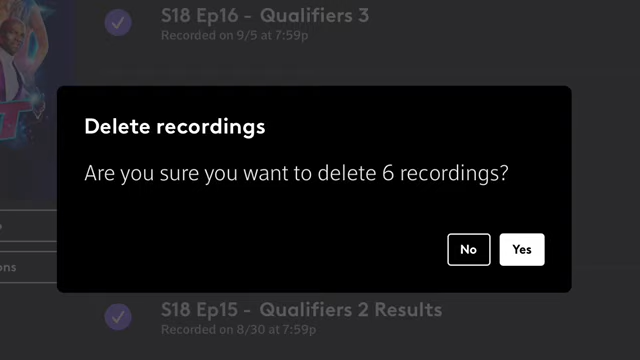 S18 Ep16 - Qualifiers 3
Recorded on 9/5 at 7:59p
Delete recordings
Are you sure you want to delete 6 recordings?
No
Yes
S18 Ep15 - Qualifiers 2 Results
Recorded on 8/30 at 7:59p